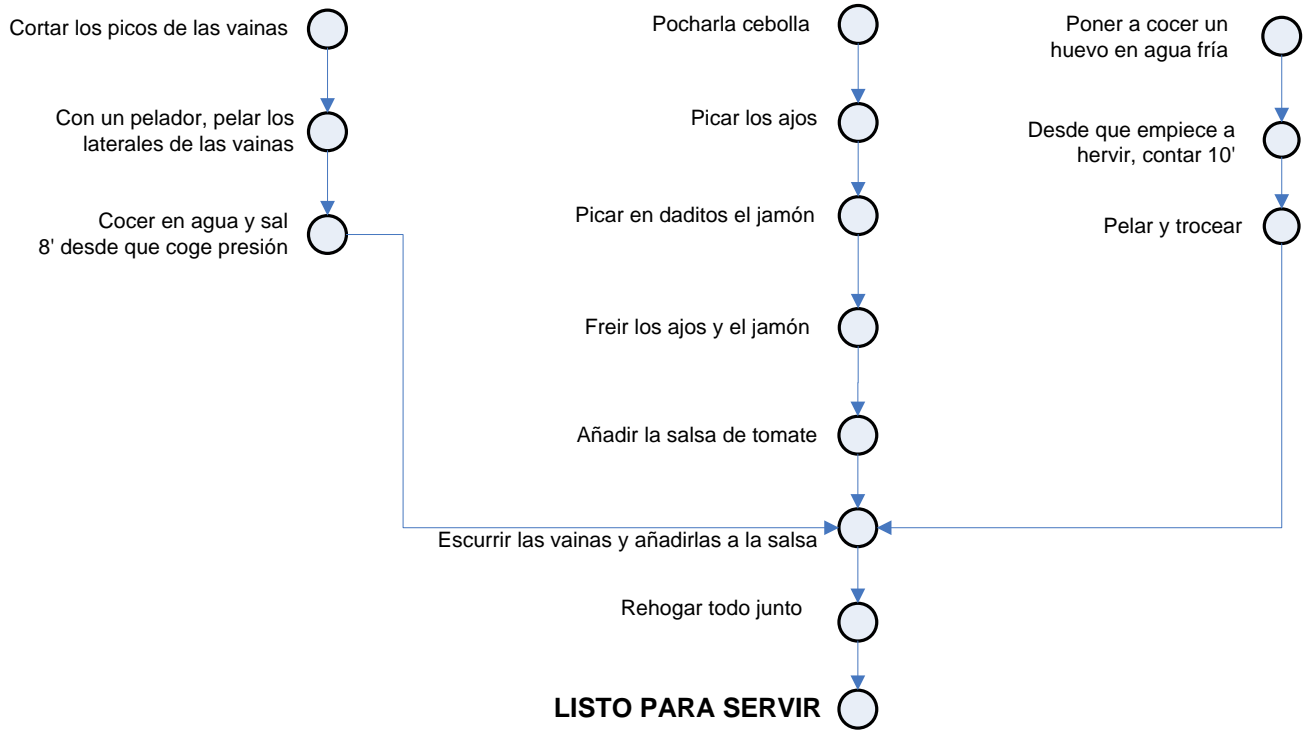 Cortar los picos de las vainas
Con un pelador, pelar los
laterales de las vainas
Cocer en agua y sal
8' desde que coge presión
Pocharla cebolla
Picar los ajos
Picar en daditos el jamón
Freir los ajos y el jamón
Añadir la salsa de tomate
Escurrir las vainas y añadirlas a la salsa
Rehogar todo junto
LISTO PARA SERVIR
Poner a cocer un
huevo en agua fría
Desde que empiece a
hervir, contar 10'
Pelar y trocear